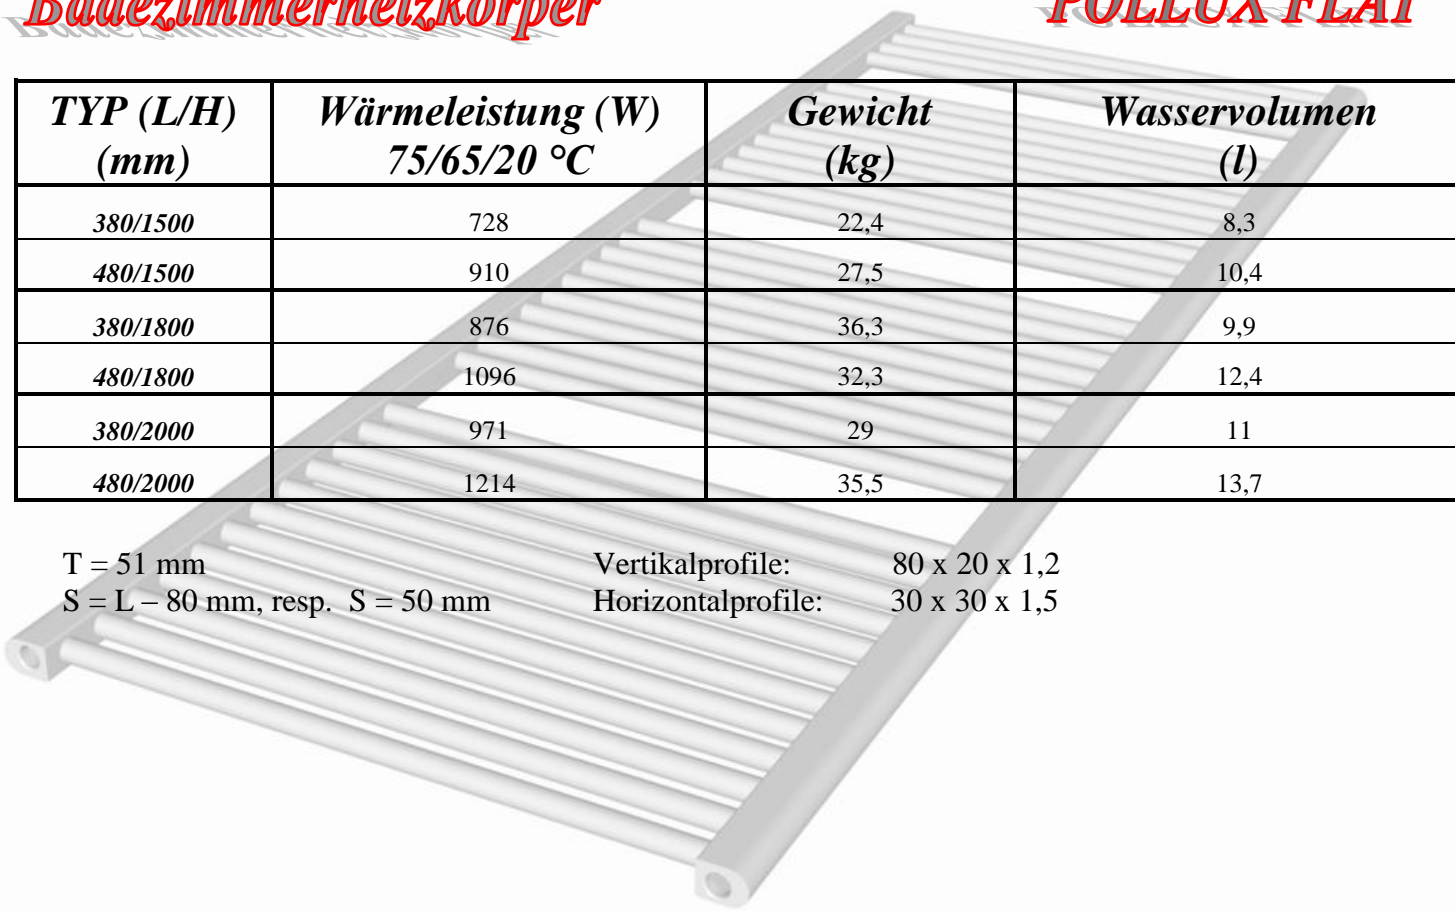 Badezimmerheizkörper POLLUX FLAT
TYP (L/H) (mm) Wärmeleistung (W) 75/65/20 °C Gewicht (kg) Wasservolumen (l)
380/1500 728 22,4 8,3
480/1500 910 27,5 10,4
380/1800 876 36,3 9,9
480/1800 1096 32,3 12,4
380/2000 971 29 11
480/2000 1214 35,5 13,7
T = 51 mm Vertikalprofile: 80 x 20 x 1,2
S = L – 80 mm, resp. S = 50 mm Horizontalprofile: 30 x 30 x 1,5